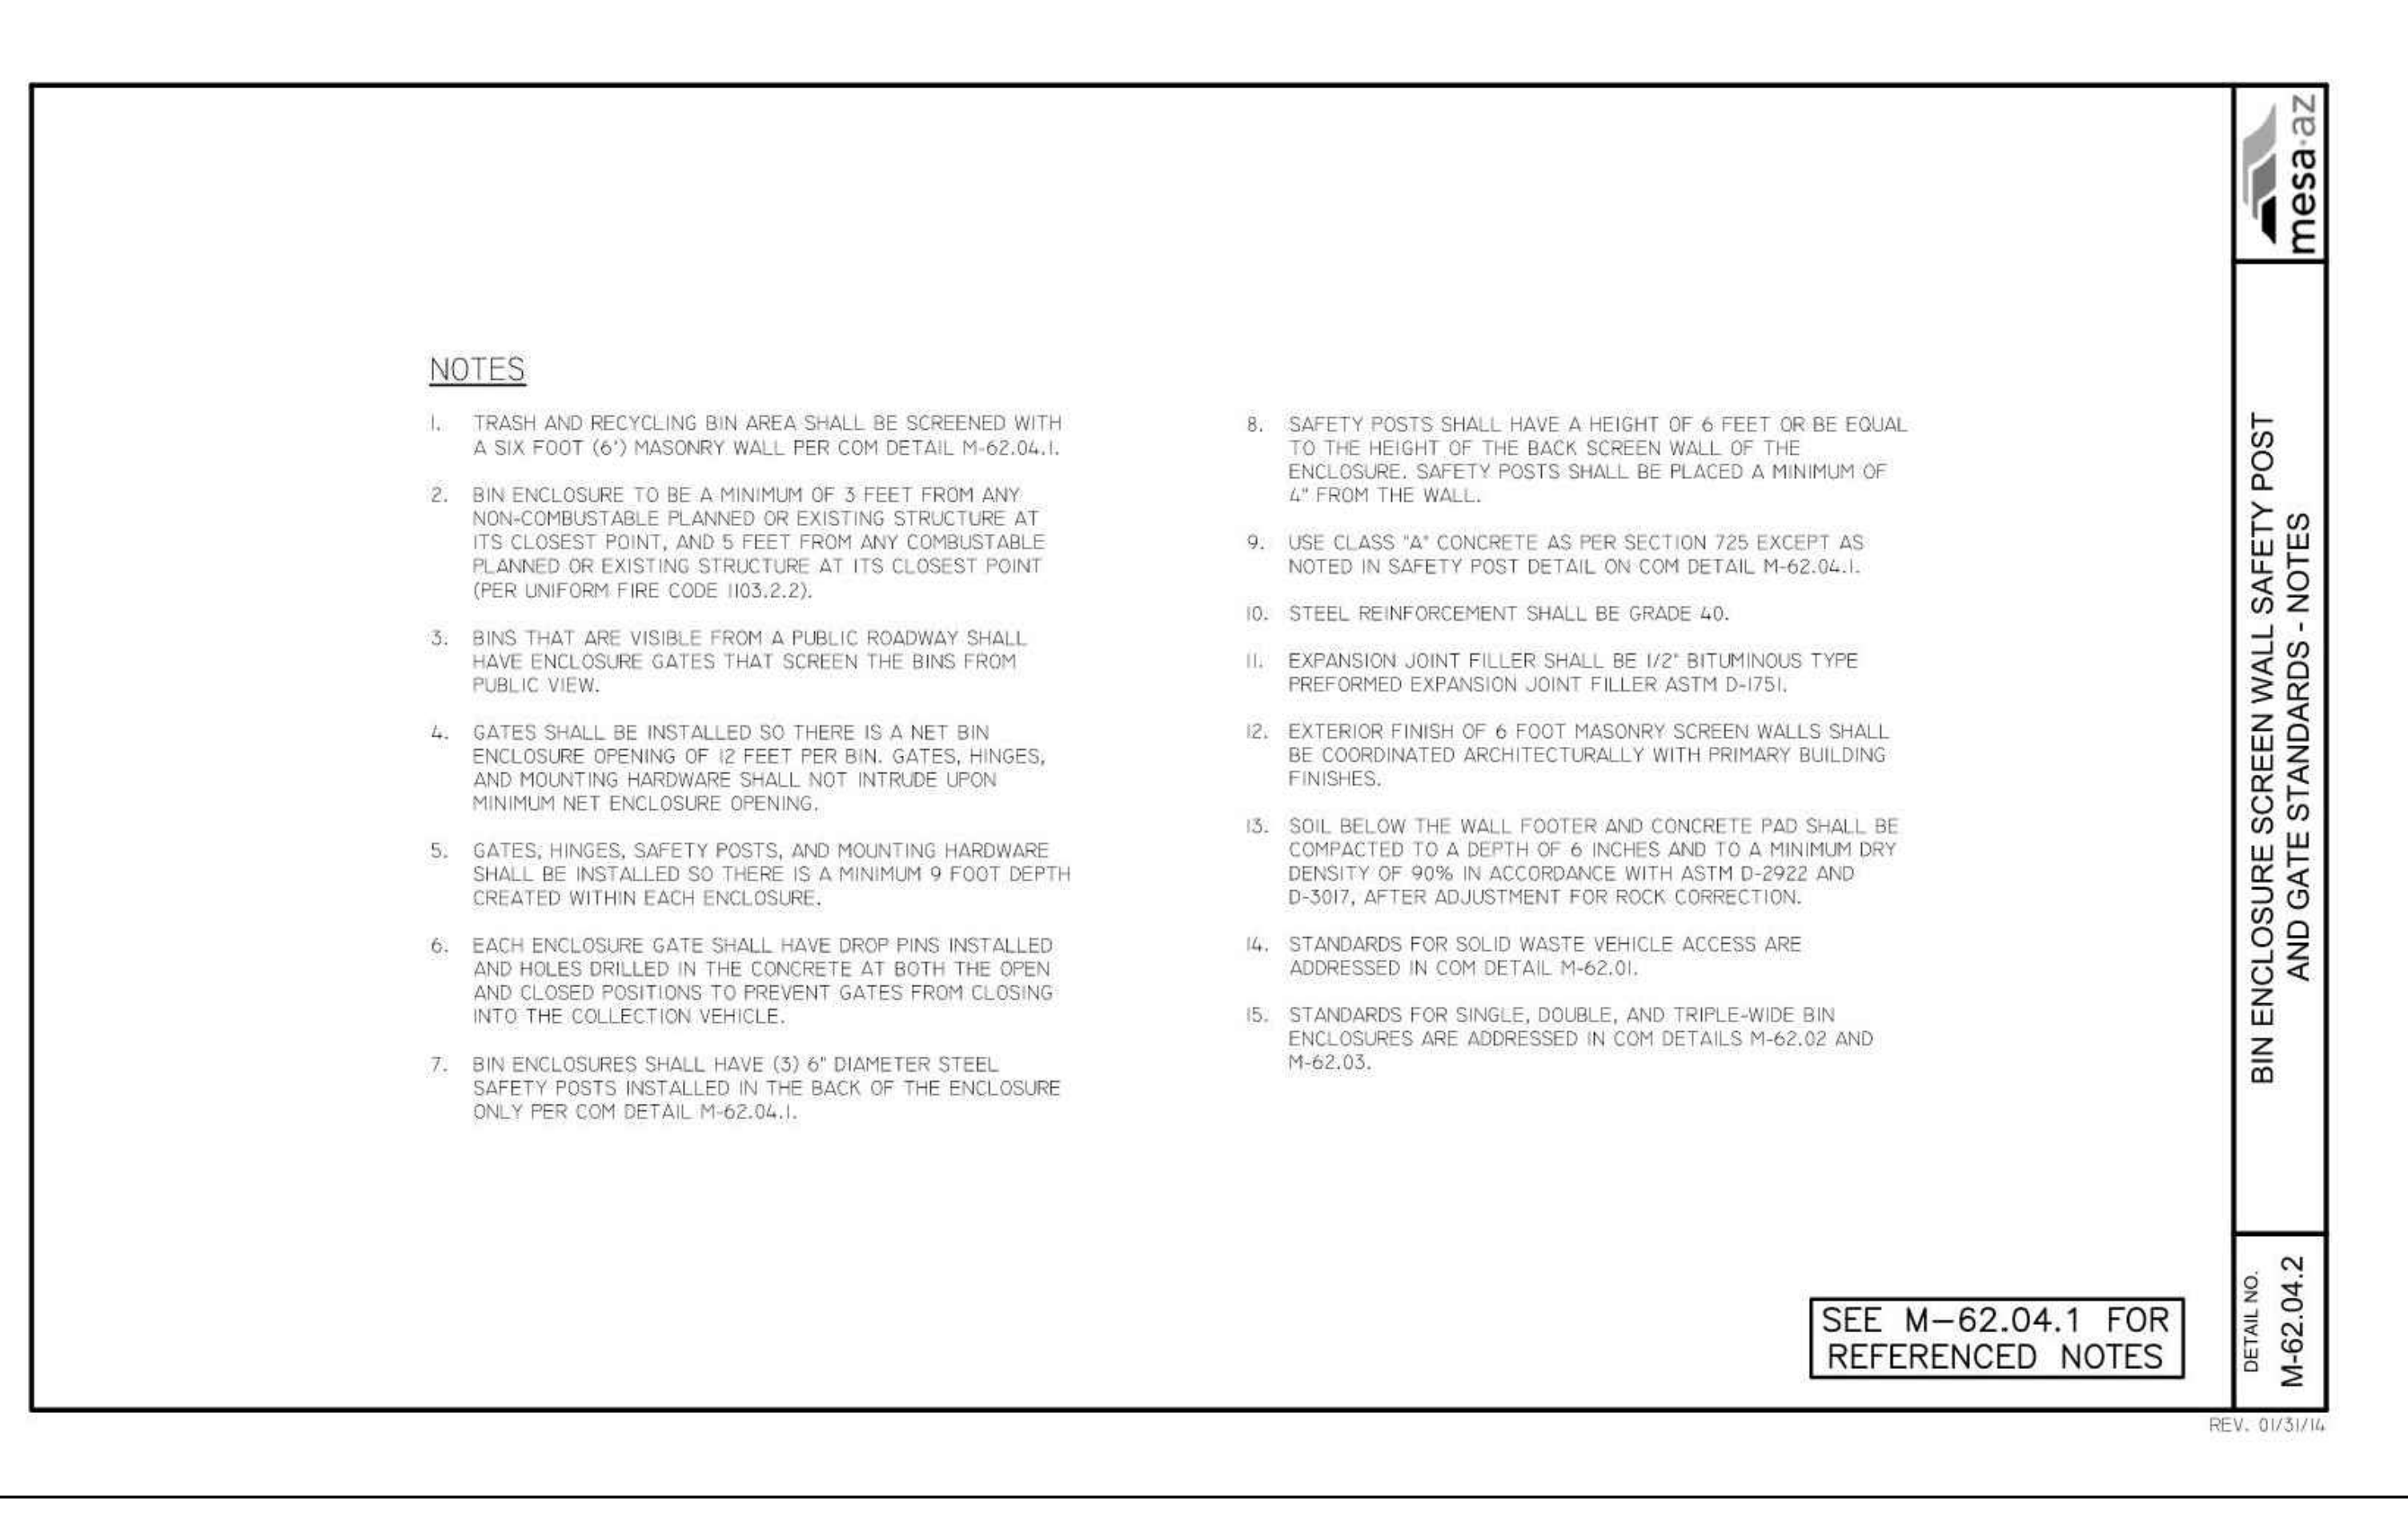 NOTES
1. TRASH AND RECYCLING BIN AREA SHALL BE SCREENED WITH
A SIX FOOT (6') MASONRY WALL PER COM DETAIL M-62.04.1.
2. BIN ENCLOSURE TO BE A MINIMUM OF 3 FEET FROM ANY
NON-COMBUSTABLE PLANNED OR EXISTING STRUCTURE AT
ITS CLOSEST POINT, AND 5 FEET FROM ANY COMBUSTABLE
PLANNED OR EXISTING STRUCTURE AT ITS CLOSEST POINT
(PER UNIFORM FIRE CODE 1103.2.2).
3. BINS THAT ARE VISIBLE FROM A PUBLIC ROADWAY SHALL
HAVE ENCLOSURE GATES THAT SCREEN THE BINS FROM
PUBLIC VIEW.
4. GATES SHALL BE INSTALLED SO THERE IS A NET BIN
ENCLOSURE OPENING OF 12 FEET PER BIN. GATES, HINGES,
AND MOUNTING HARDWARE SHALL NOT INTRUDE UPON
MINIMUM NET ENCLOSURE OPENING.
5. GATES, HINGES, SAFETY POSTS, AND MOUNTING HARDWARE
SHALL BE INSTALLED SO THERE IS A MINIMUM 9 FOOT DEPTH
CREATED WITHIN EACH ENCLOSURE.
6. EACH ENCLOSURE GATE SHALL HAVE DROP PINS INSTALLED
AND HOLES DRILLED IN THE CONCRETE AT BOTH THE OPEN
AND CLOSED POSITIONS TO PREVENT GATES FROM CLOSING
INTO THE COLLECTION VEHICLE.
7. BIN ENCLOSURES SHALL HAVE (3) 6" DIAMETER STEEL
SAFETY POSTS INSTALLED IN THE BACK OF THE ENCLOSURE
ONLY PER COM DETAIL M-62.04.1.
8. SAFETY POSTS SHALL HAVE A HEIGHT OF 6 FEET OR BE EQUAL
TO THE HEIGHT OF THE BACK SCREEN WALL OF THE
ENCLOSURE. SAFETY POSTS SHALL BE PLACED A MINIMUM OF
4" FROM THE WALL.
9. USE CLASS "A" CONCRETE AS PER SECTION 725 EXCEPT AS
NOTED IN SAFETY POST DETAIL ON COM DETAIL M-62.04.1.
10. STEEL REINFORCEMENT SHALL BE GRADE 40.
11. EXPANSION JOINT FILLER SHALL BE 1/2" BITUMINOUS TYPE
PREFORMED EXPANSION JOINT FILLER ASTM D-1751.
12. EXTERIOR FINISH OF 6 FOOT MASONRY SCREEN WALLS SHALL
BE COORDINATED ARCHITECTURALLY WITH PRIMARY BUILDING
FINISHES.
13. SOIL BELOW THE WALL FOOTER AND CONCRETE PAD SHALL BE
COMPACTED TO A DEPTH OF 6 INCHES AND TO A MINIMUM DRY
DENSITY OF 90% IN ACCORDANCE WITH ASTM D-2922 AND
D-3017, AFTER ADJUSTMENT FOR ROCK CORRECTION.
14. STANDARDS FOR SOLID WASTE VEHICLE ACCESS ARE
ADDRESSED IN COM DETAIL M-62.01.
15. STANDARDS FOR SINGLE, DOUBLE, AND TRIPLE-WIDE BIN
ENCLOSURES ARE ADDRESSED IN COM DETAILS M-62.02 AND
M-62.03.
SEE M-62.04.1 FOR
REFERENCED NOTES
mesa·az
BIN ENCLOSURE SCREEN WALL SAFETY POST
AND GATE STANDARDS - NOTES
DETAIL NO.
M-62.04.2
REV. 01/31/14